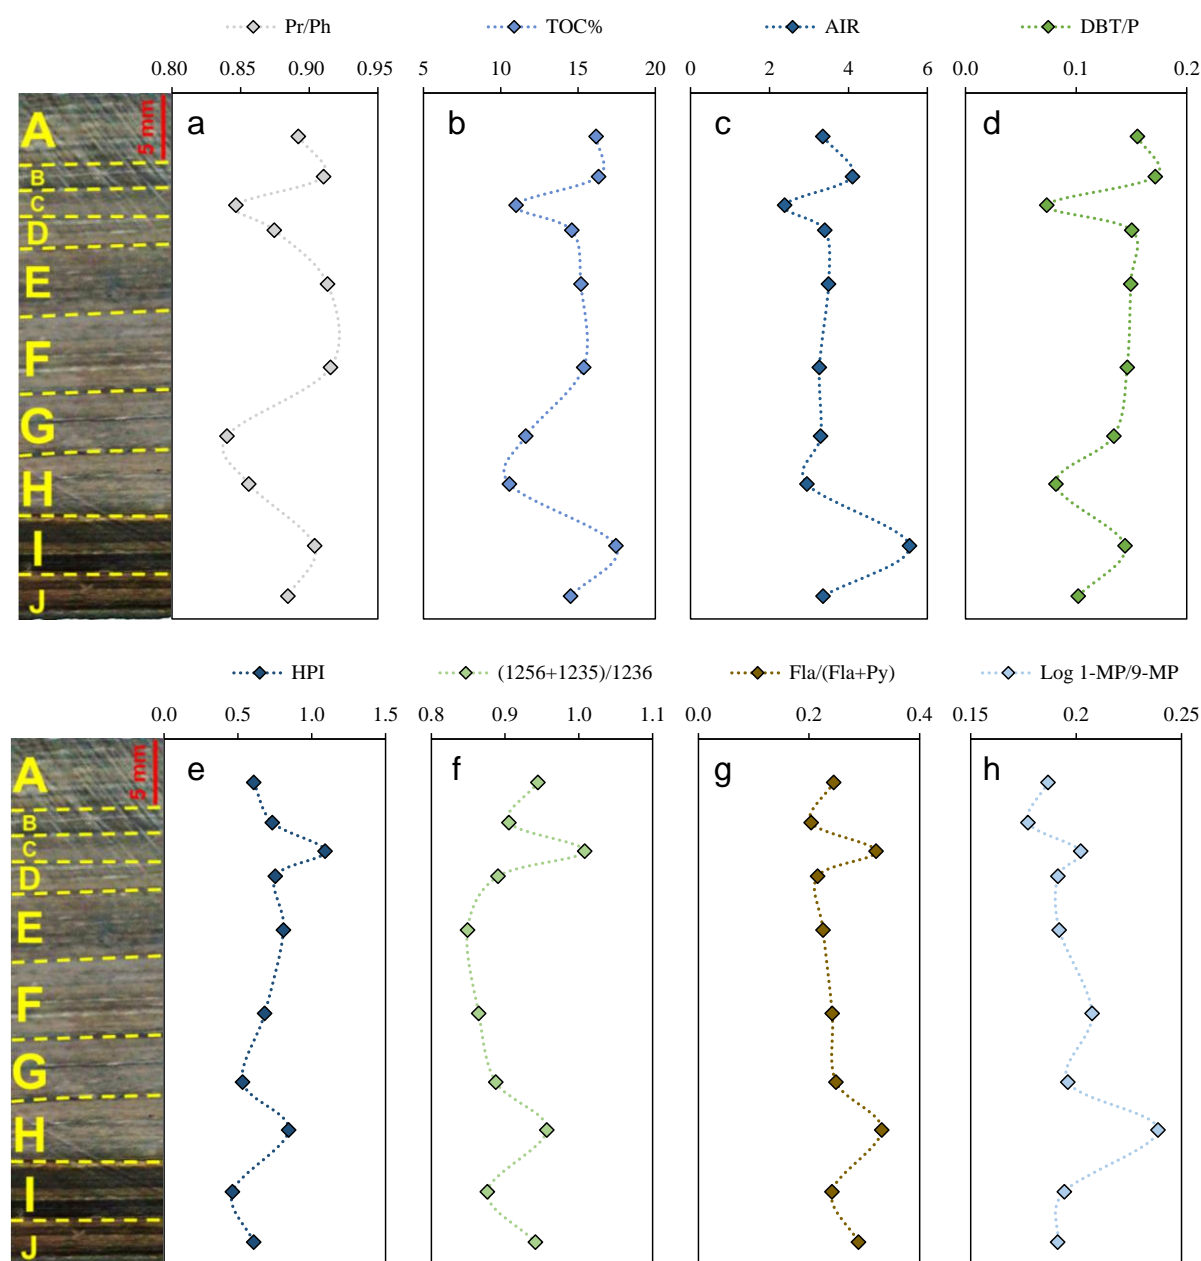 Pr/Ph TOC% AIR DBT/P
0.80 0.85 0.90 0.95 5 10 15 20 0 2 4 6 0.0 0.1 0.2
A 5 mm a b c d
B
C
D
E
F
G
H
I
J
HPI (1256+1235)/1236 Fla/(Fla+Py) Log 1-MP/9-MP
0.0 0.5 1.0 1.5 0.8 0.9 1.0 1.1 0.0 0.2 0.4 0.15 0.2 0.25
A 5 mm e f g h
B
C
D
E
F
G
H
I
J